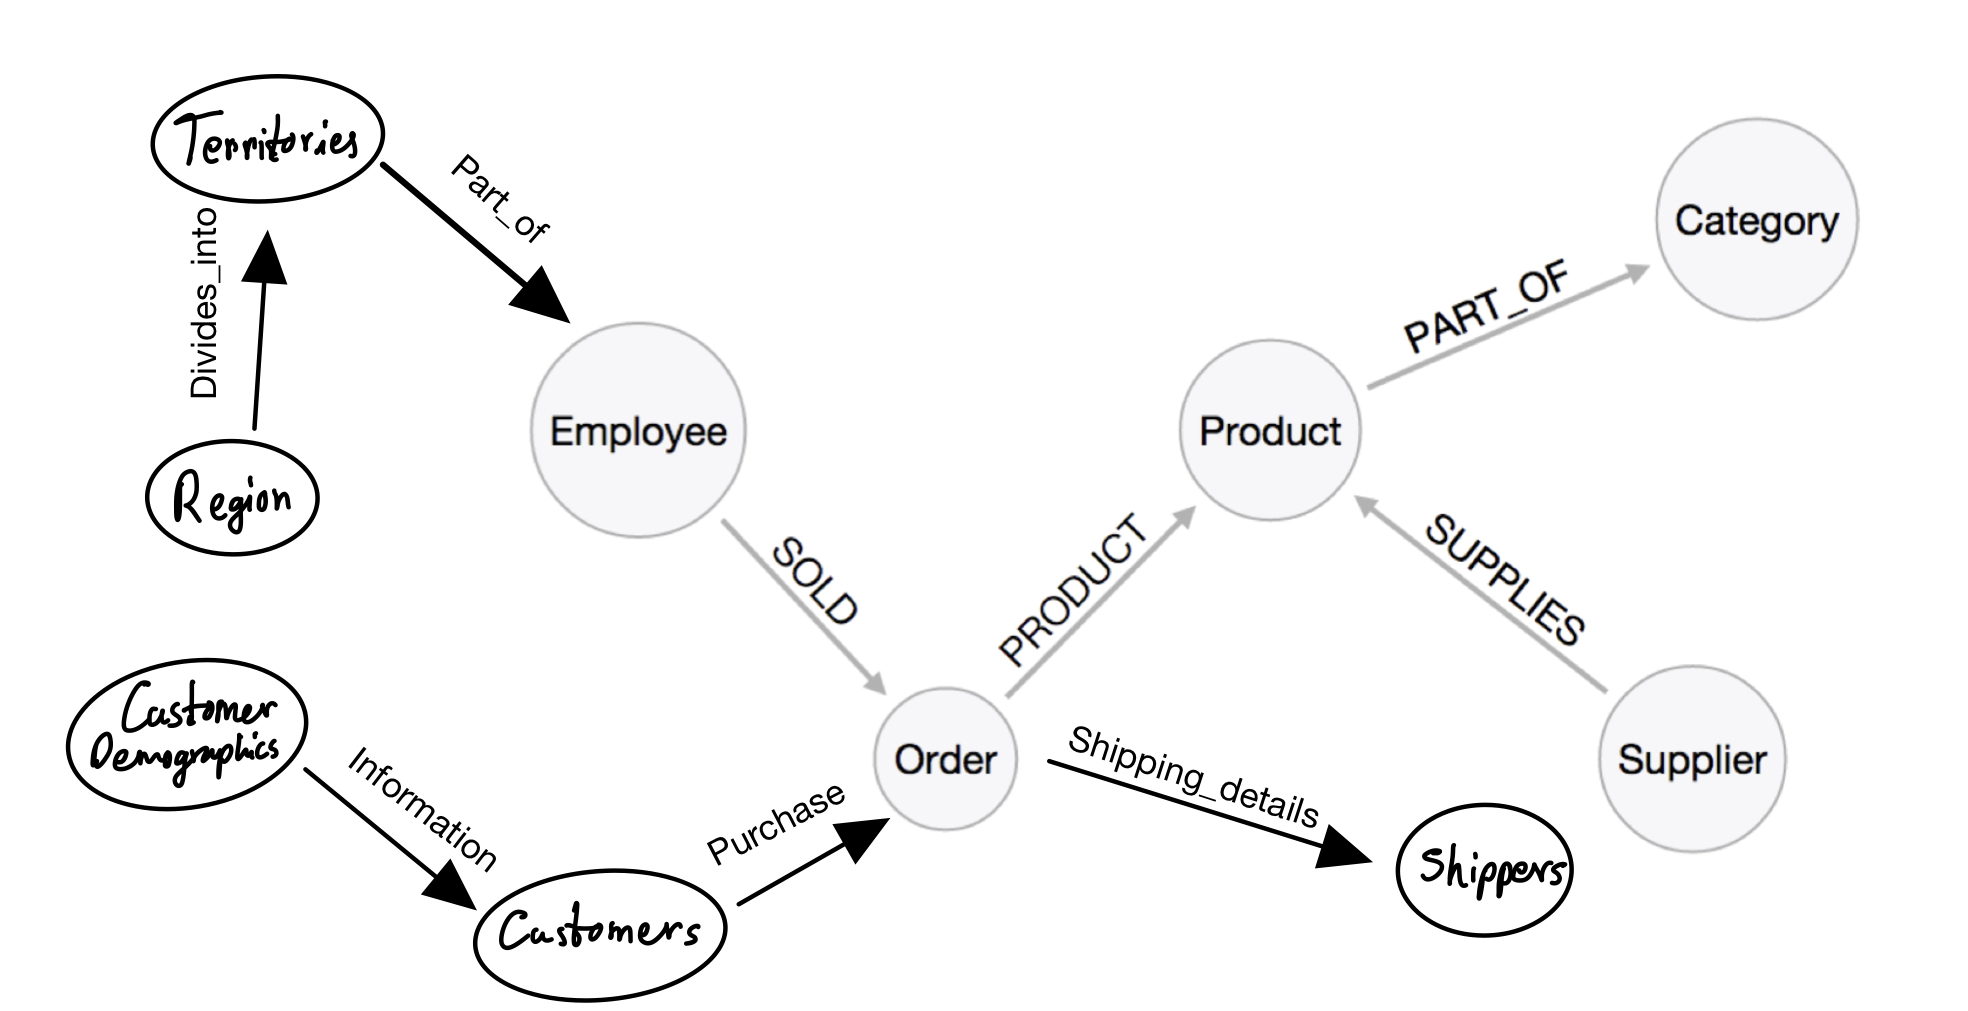 Territories
Part_of
Divides_into
Region
Employee
SOLD
Category
PART_OF
Product
PRODUCT
SUPPLIES
Order
Supplier
Shipping_details
Shippers
Customer
Demographics
Information
Customers
Purchase